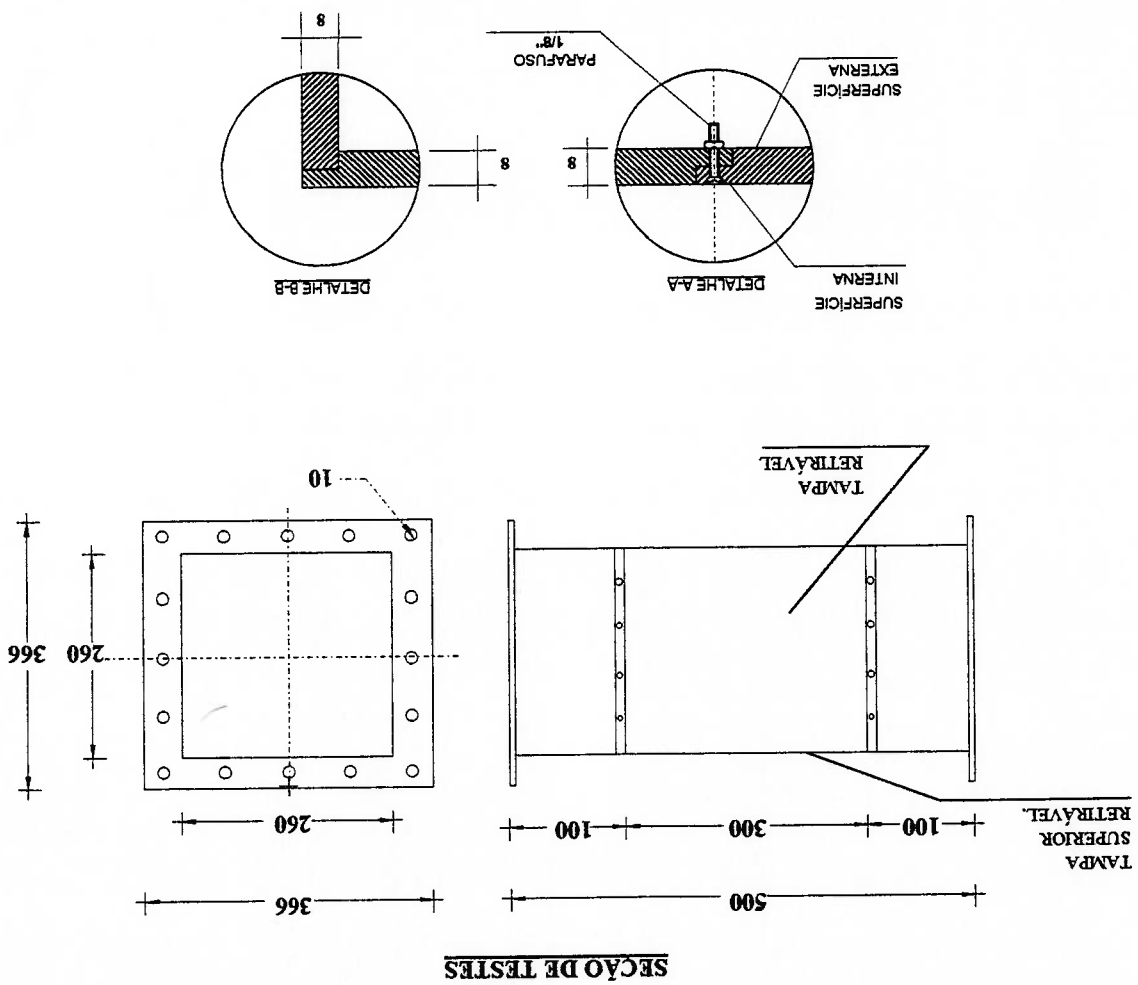 SEÇÃO DE TESTES
500
366
TAMPA
SUPERIOR
RETIRÁVEL.
100
300
100
260
260
366
10
TAMPA
RETIRÁVEL
SUPERFÍCIE
INTERNA
DETALHE A-A
DETALHE B-B
8
8
SUPERFÍCIE
EXTERNA
PARAFUSO
1/8"
8